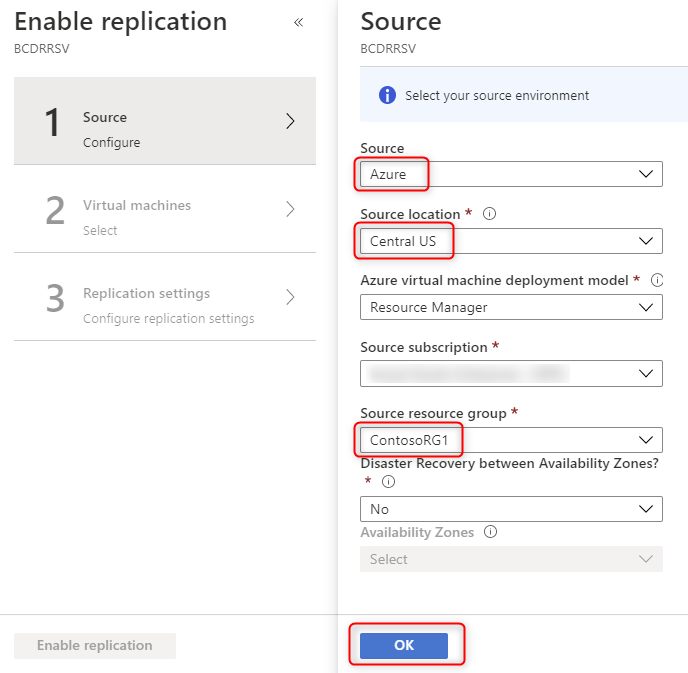 Enable replication
«
BCDRRSV
1
Source
Configure
2
Virtual machines
Select
3
Replication settings
Configure replication settings
Enable replication
Source
BCDRRSV
Select your source environment
Source
Azure
Source location *
Central US
Azure virtual machine deployment model *
Resource Manager
Source subscription *
Source resource group *
ContosoRG1
Disaster Recovery between Availability Zones?
*
No
Availability Zones
Select
OK